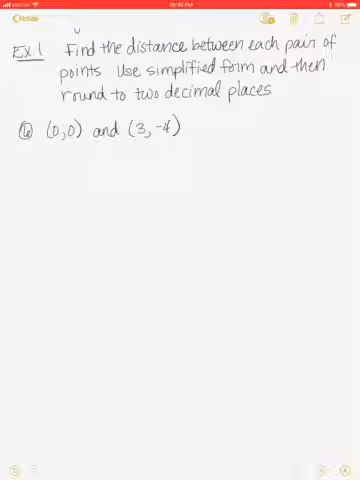 Notes
Ex.1 Find the distance between each pair of
points Use simplified form and then
round to two decimal places
(0,0) and (3,-4)